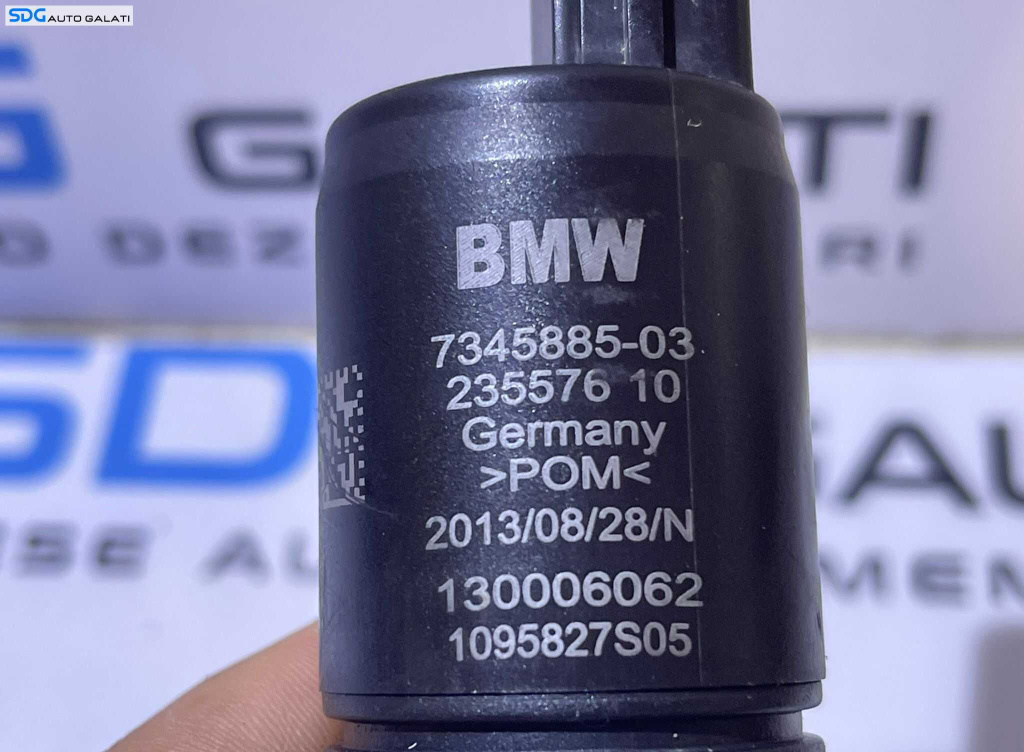 SDG AUTO GALATI
BMW
7345885-03
235576 10
Germany
>POM<
2013/08/28/N
130006062
1095827S05